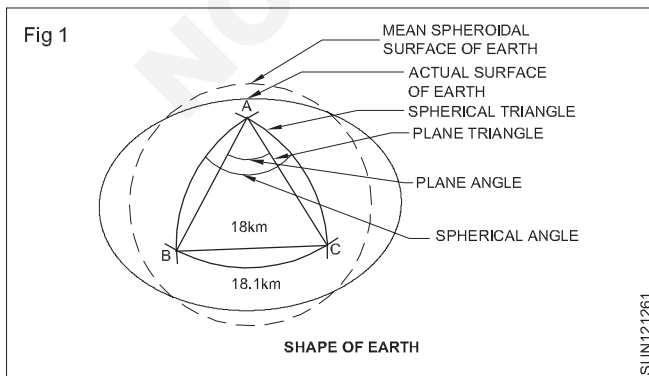 Fig 1
MEAN SPHEROIDAL
SURFACE OF EARTH
ACTUAL SURFACE
OF EARTH
A
SPHERICAL TRIANGLE
PLANE TRIANGLE
PLANE ANGLE
18km
SPHERICAL ANGLE
B
C
18.1km
SHAPE OF EARTH
SUN121261
NO